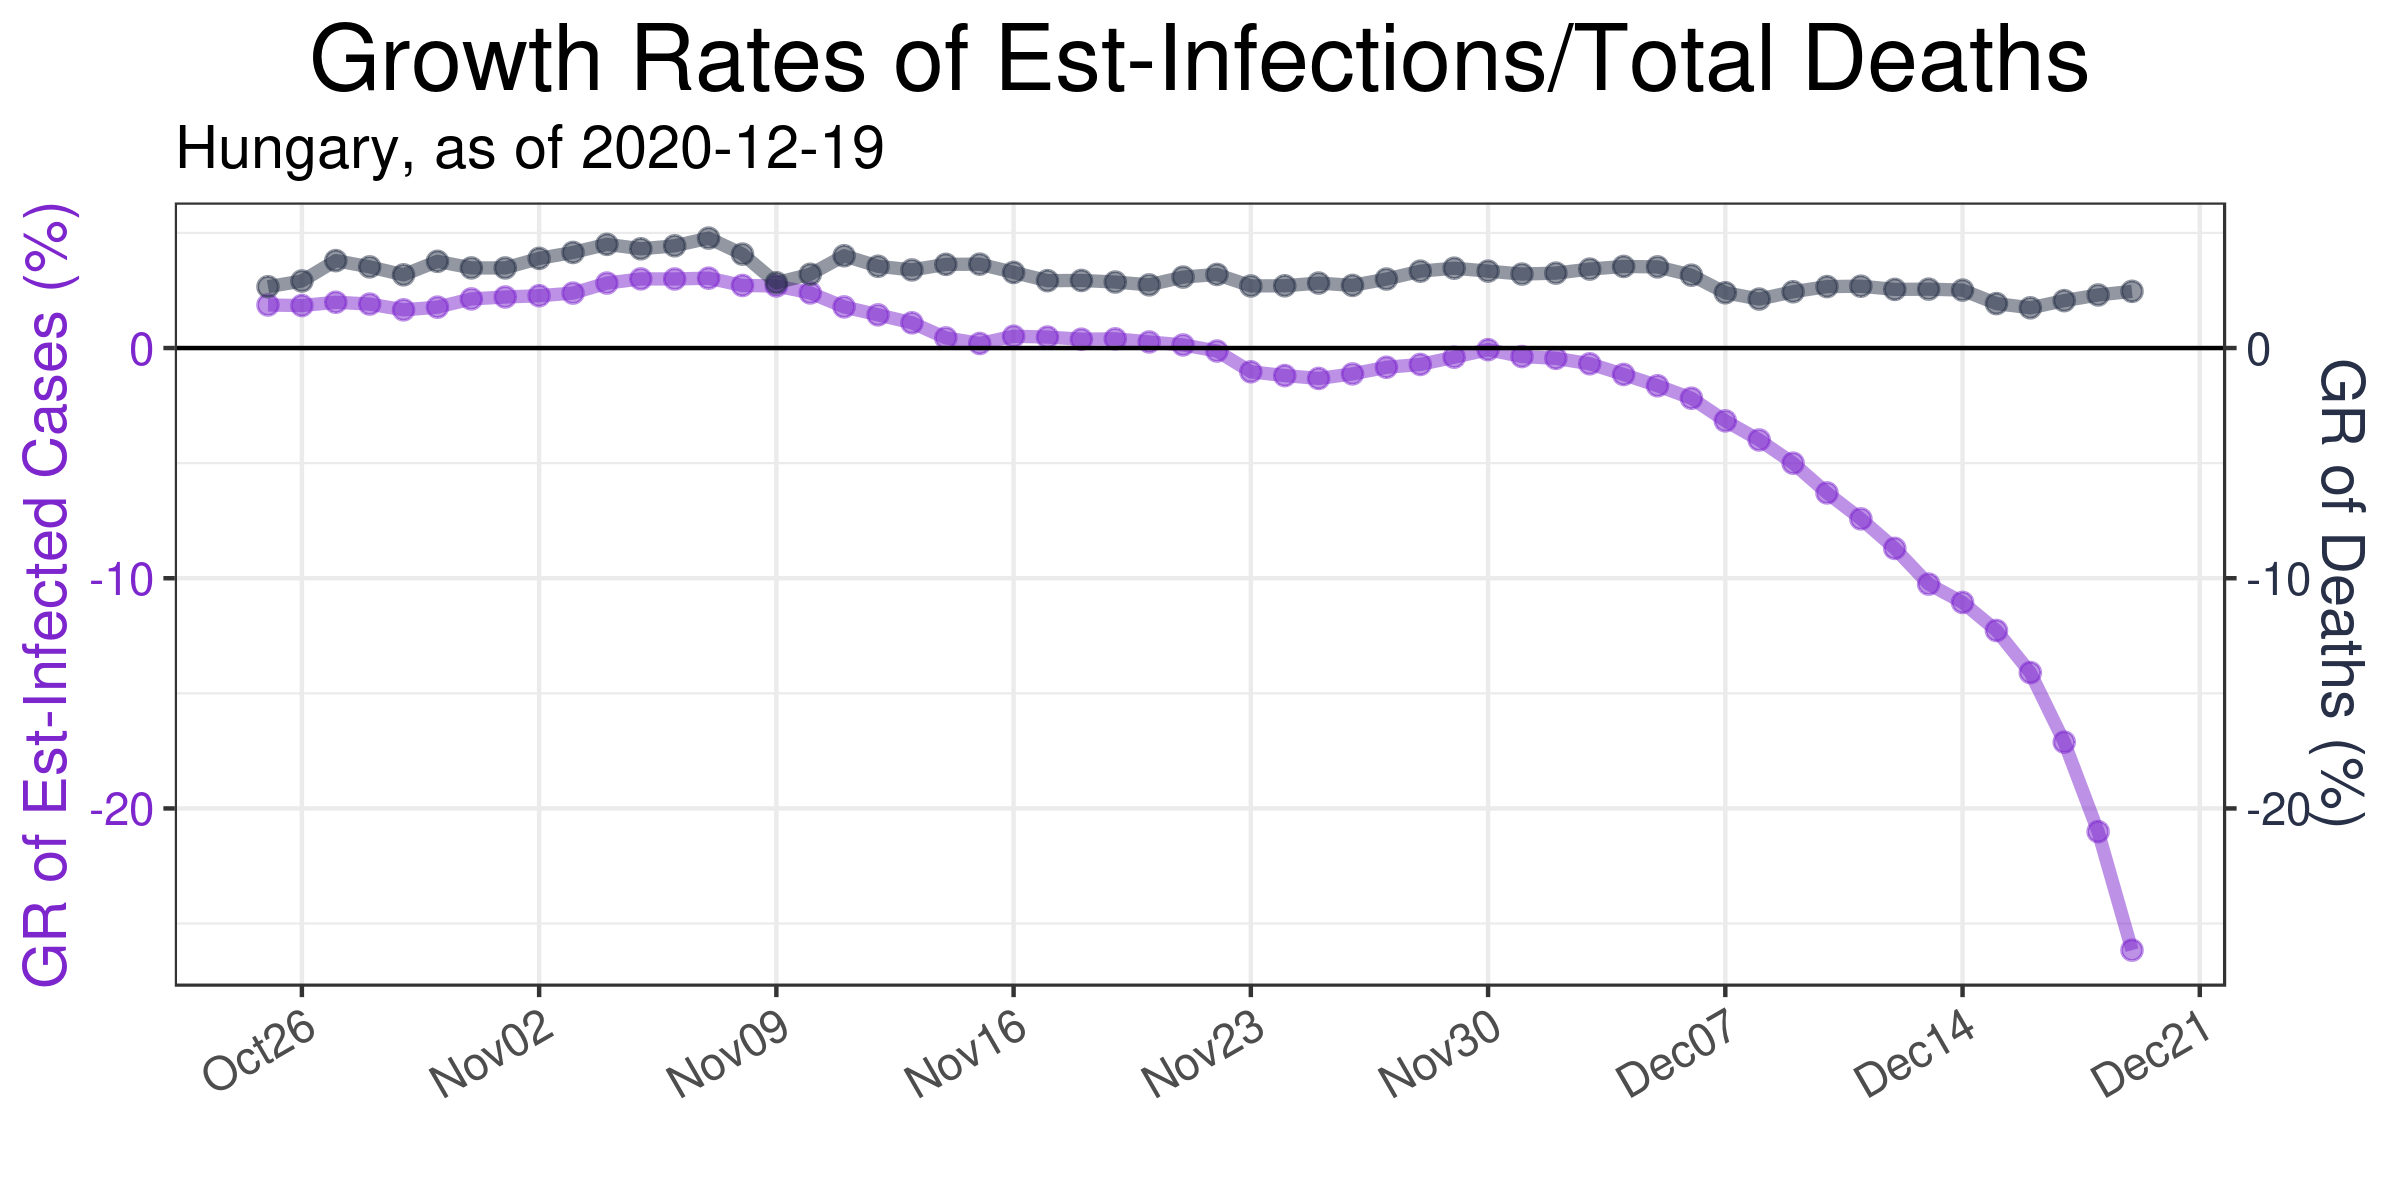 Growth Rates of Est-Infections/Total Deaths
Hungary, as of 2020-12-19
GR of Est-Infected Cases (%)
0
-10
-20
0
-10
-20
GR of Deaths (%)
Oct26
Nov02
Nov09
Nov16
Nov23
Nov30
Dec07
Dec14
Dec21